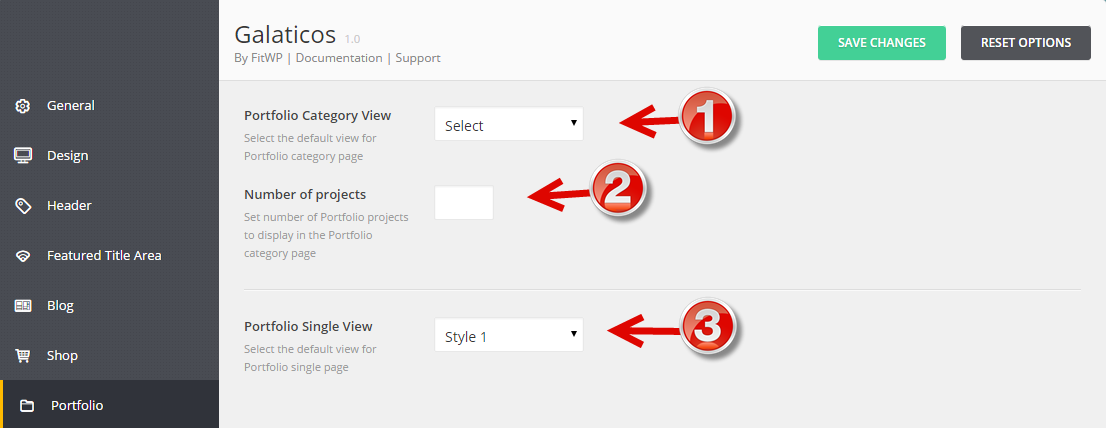 Galaticos 1.0
By FitWP | Documentation | Support
SAVE CHANGES
RESET OPTIONS
General
Design
Header
Featured Title Area
Blog
Shop
Portfolio
Portfolio Category View
Select the default view for
Portfolio category page
Select
1
Number of projects
Set number of Portfolio projects
to display in the Portfolio
category page
2
Portfolio Single View
Select the default view for
Portfolio single page
Style 1
3